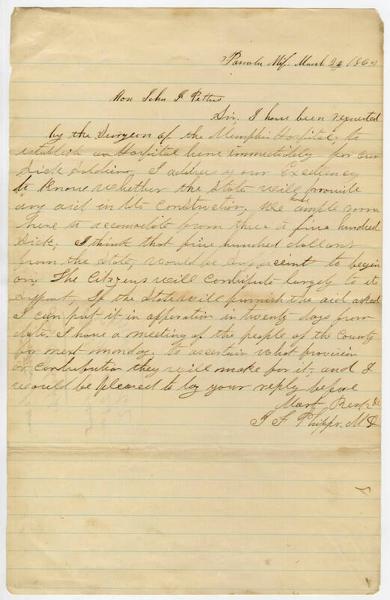 Panola Miss. March 24 1862
Hon John J Pettus
Sir, I have been requested
by the Surgeon of the Memphis Hospital, to
establish an Hospital here immediately for our
Sick Soldiers. I address your Excellency
to know whether the State will provide
any aid in its construction. We have ample room
here to accomodate from three to five hundred
Sick. I think that five hundred dollars
from the State, would be sufficient to begin
on. The Citizens will Contribute largely to its
Support. If the State will furnish the aid asked
I can put it in opperation in twenty days from
date. I have a meeting of the people of the County
for next monday, to ascertain what provision
or Contribution they will make for it, and I
would be pleased to have your reply before
Most Resp. &c
J. F. Phipps, M.D